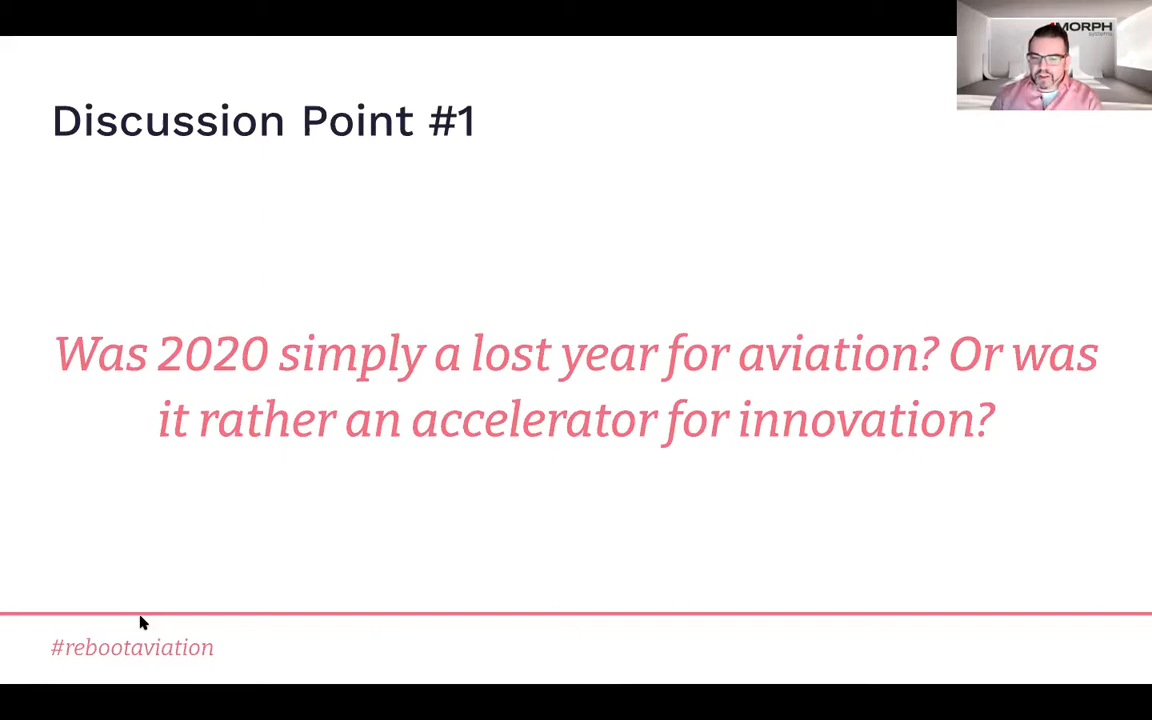 MORPH
systems
Discussion Point #1
Was 2020 simply a lost year for aviation? Or was
it rather an accelerator for innovation?
#rebootaviation